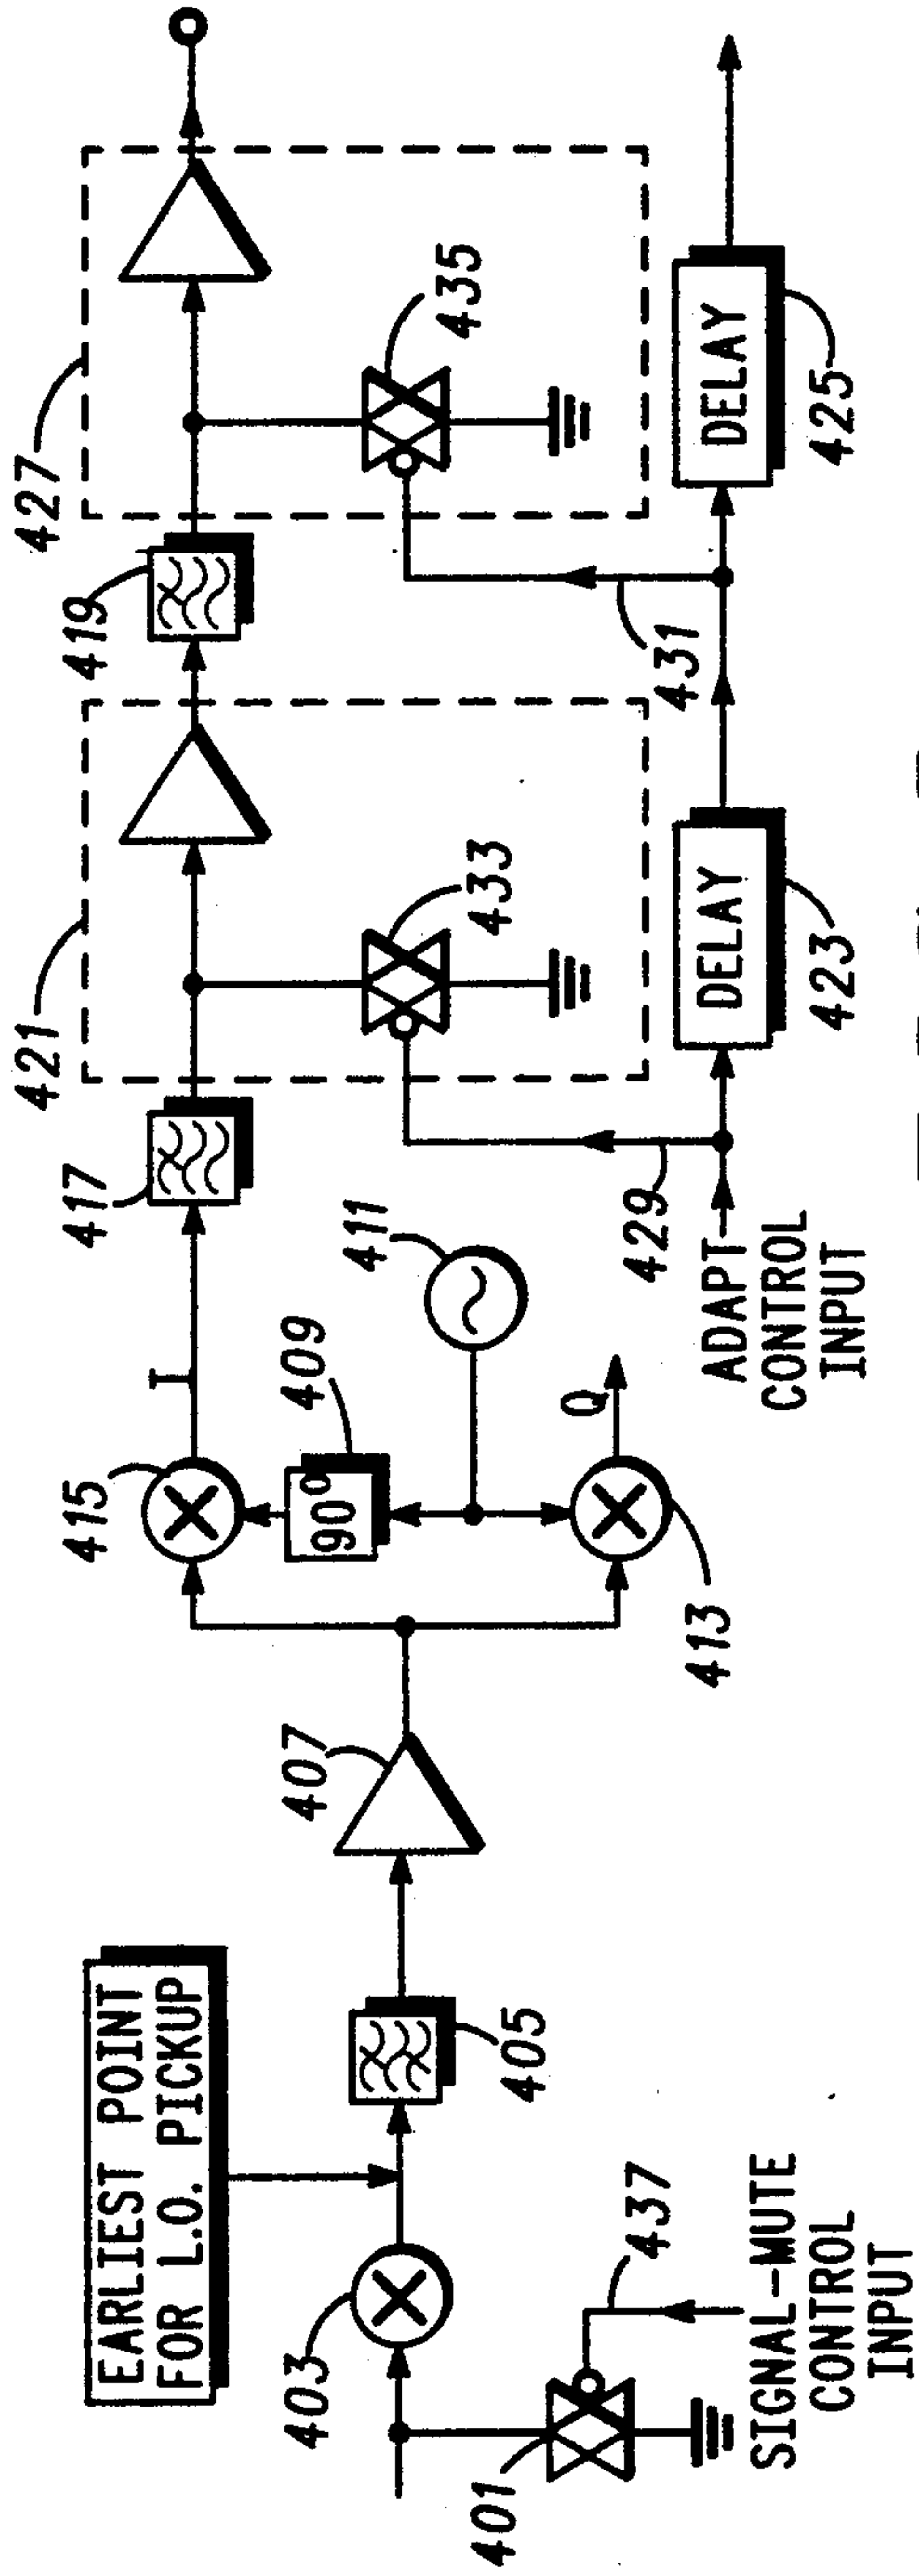 EARLIEST POINT
FOR L.O. PICKUP
401
403
405
407
409
90°
411
413
415
I
Q
417
419
421
427
433
435
429
431
DELAY
423
DELAY
425
437
SIGNAL-MUTE
CONTROL
INPUT
ADAPT
CONTROL
INPUT